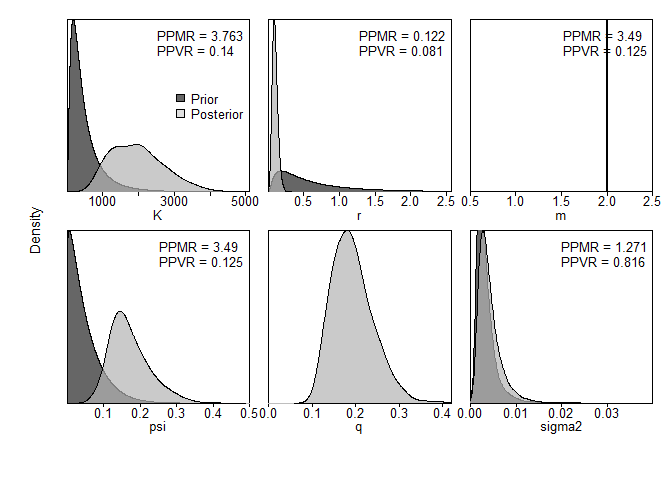 PPMR = 3.763
PPVR = 0.14
Prior
Posterior
1000 3000 5000
K
PPMR = 0.122
PPVR = 0.081
0.5 1.0 1.5 2.0 2.5
r
PPMR = 3.49
PPVR = 0.125
0.5 1.0 1.5 2.0 2.5
m
Density
PPMR = 3.49
PPVR = 0.125
0.1 0.2 0.3 0.4 0.5
psi
0.0 0.1 0.2 0.3 0.4
q
PPMR = 1.271
PPVR = 0.816
0.00 0.01 0.02 0.03
sigma2